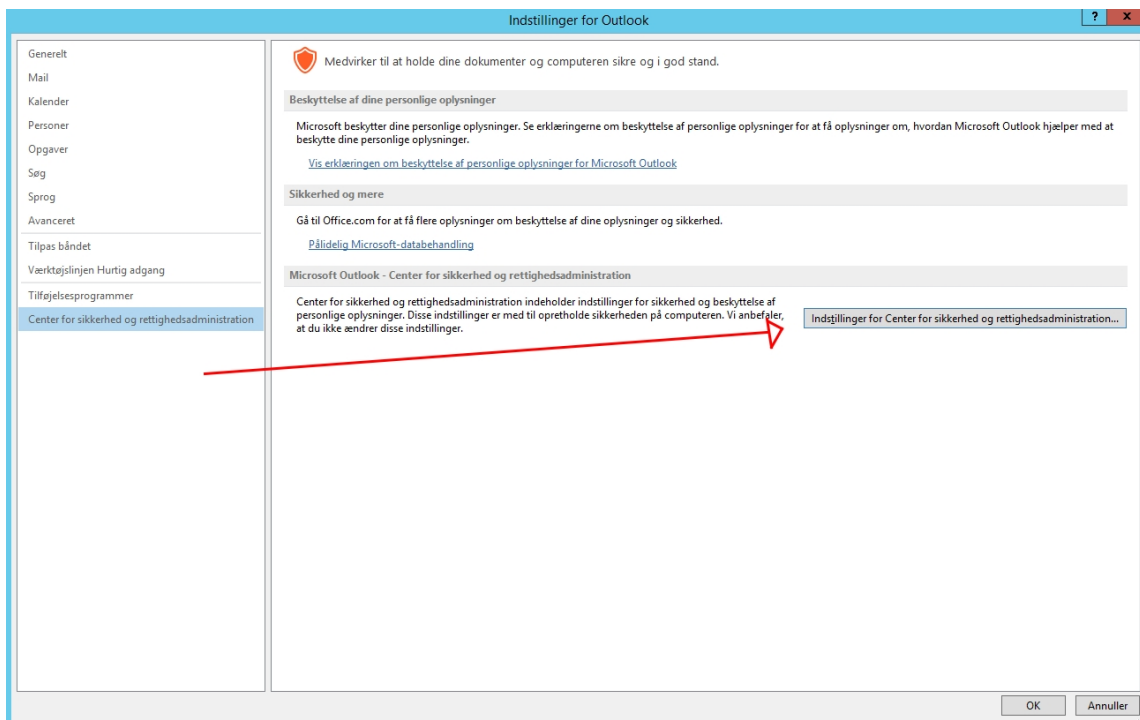 Indstillinger for Outlook
? x
Generelt
Mail
Kalender
Personer
Opgaver
Søg
Sprog
Avanceret
Tilpas båndet
Værktøjslinjen Hurtig adgang
Tilføjelsesprogrammer
Center for sikkerhed og rettighedsadministration
Medvirker til at holde dine dokumenter og computeren sikre og i god stand.
Beskyttelse af dine personlige oplysninger
Microsoft beskytter dine personlige oplysninger. Se erklæringerne om beskyttelse af personlige oplysninger for at få oplysninger om, hvordan Microsoft Outlook hjælper med at
beskytte dine personlige oplysninger.
Vis erklæringen om beskyttelse af personlige oplysninger for Microsoft Outlook
Sikkerhed og mere
Gå til Office.com for at få flere oplysninger om beskyttelse af dine oplysninger og sikkerhed.
Pålidelig Microsoft-databehandling
Microsoft Outlook - Center for sikkerhed og rettighedsadministration
Center for sikkerhed og rettighedsadministration indeholder indstillinger for sikkerhed og beskyttelse af
personlige oplysninger. Disse indstillinger er med til opretholde sikkerheden på computeren. Vi anbefaler,
at du ikke ændrer disse indstillinger.
Indstillinger for Center for sikkerhed og rettighedsadministration...
OK
Annuller